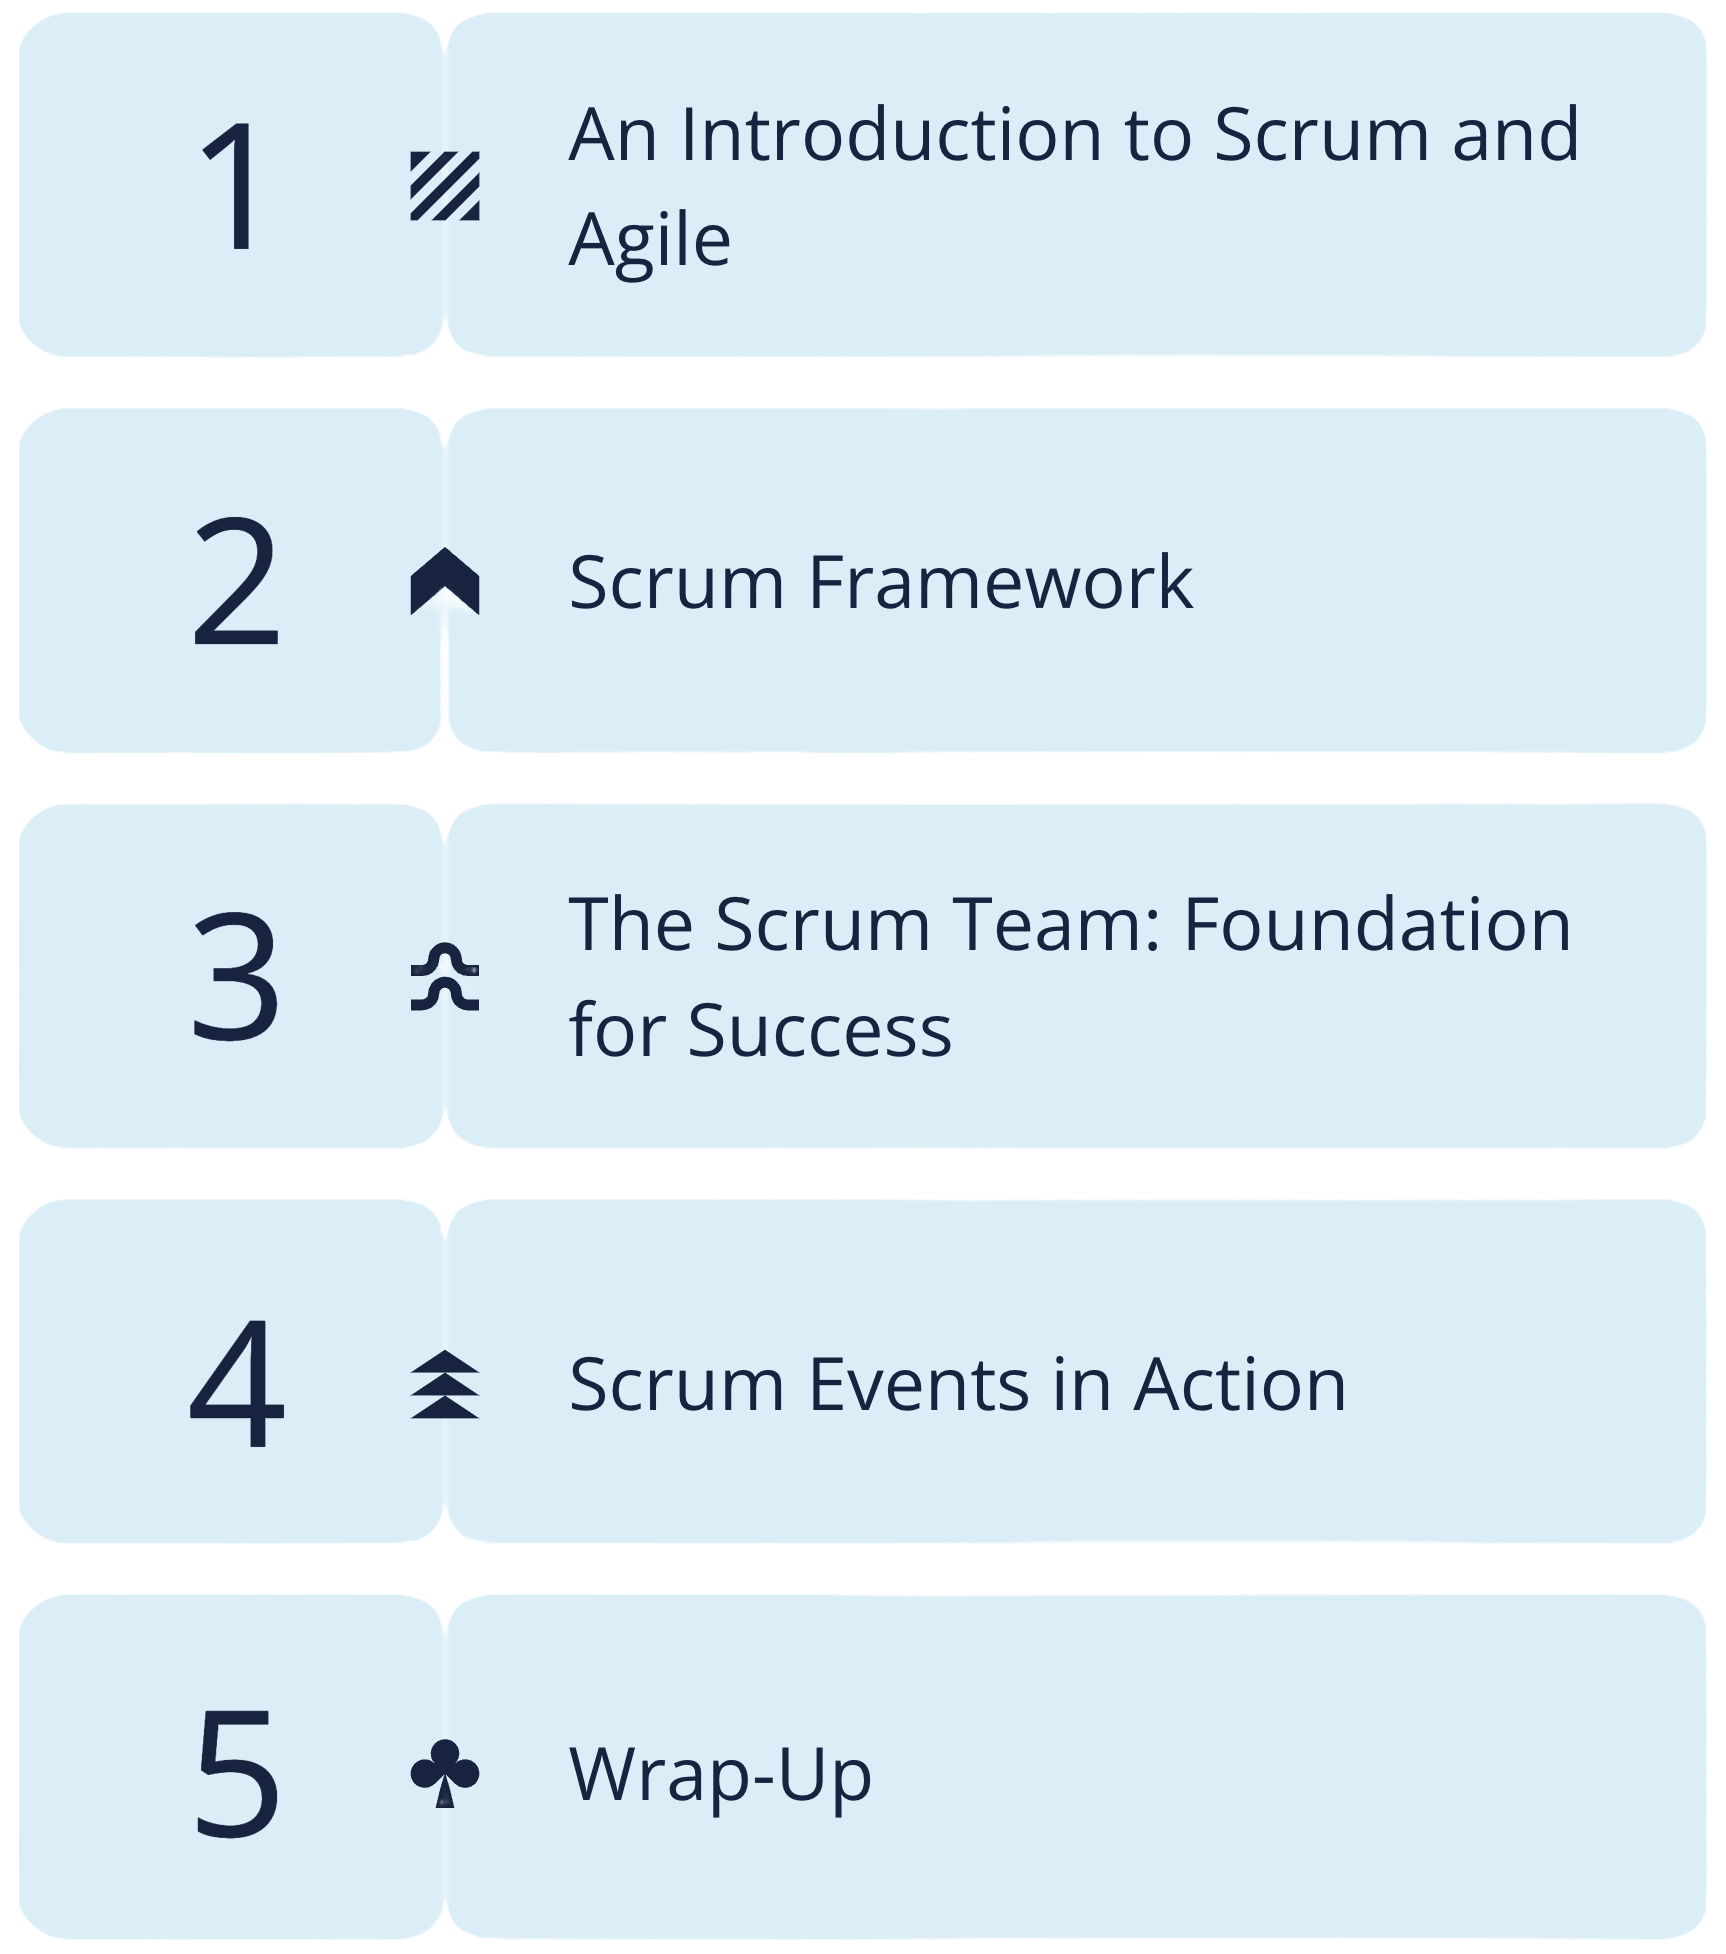 1
An Introduction to Scrum and
Agile
2
Scrum Framework
3
The Scrum Team: Foundation
for Success
4
Scrum Events in Action
5
Wrap-Up